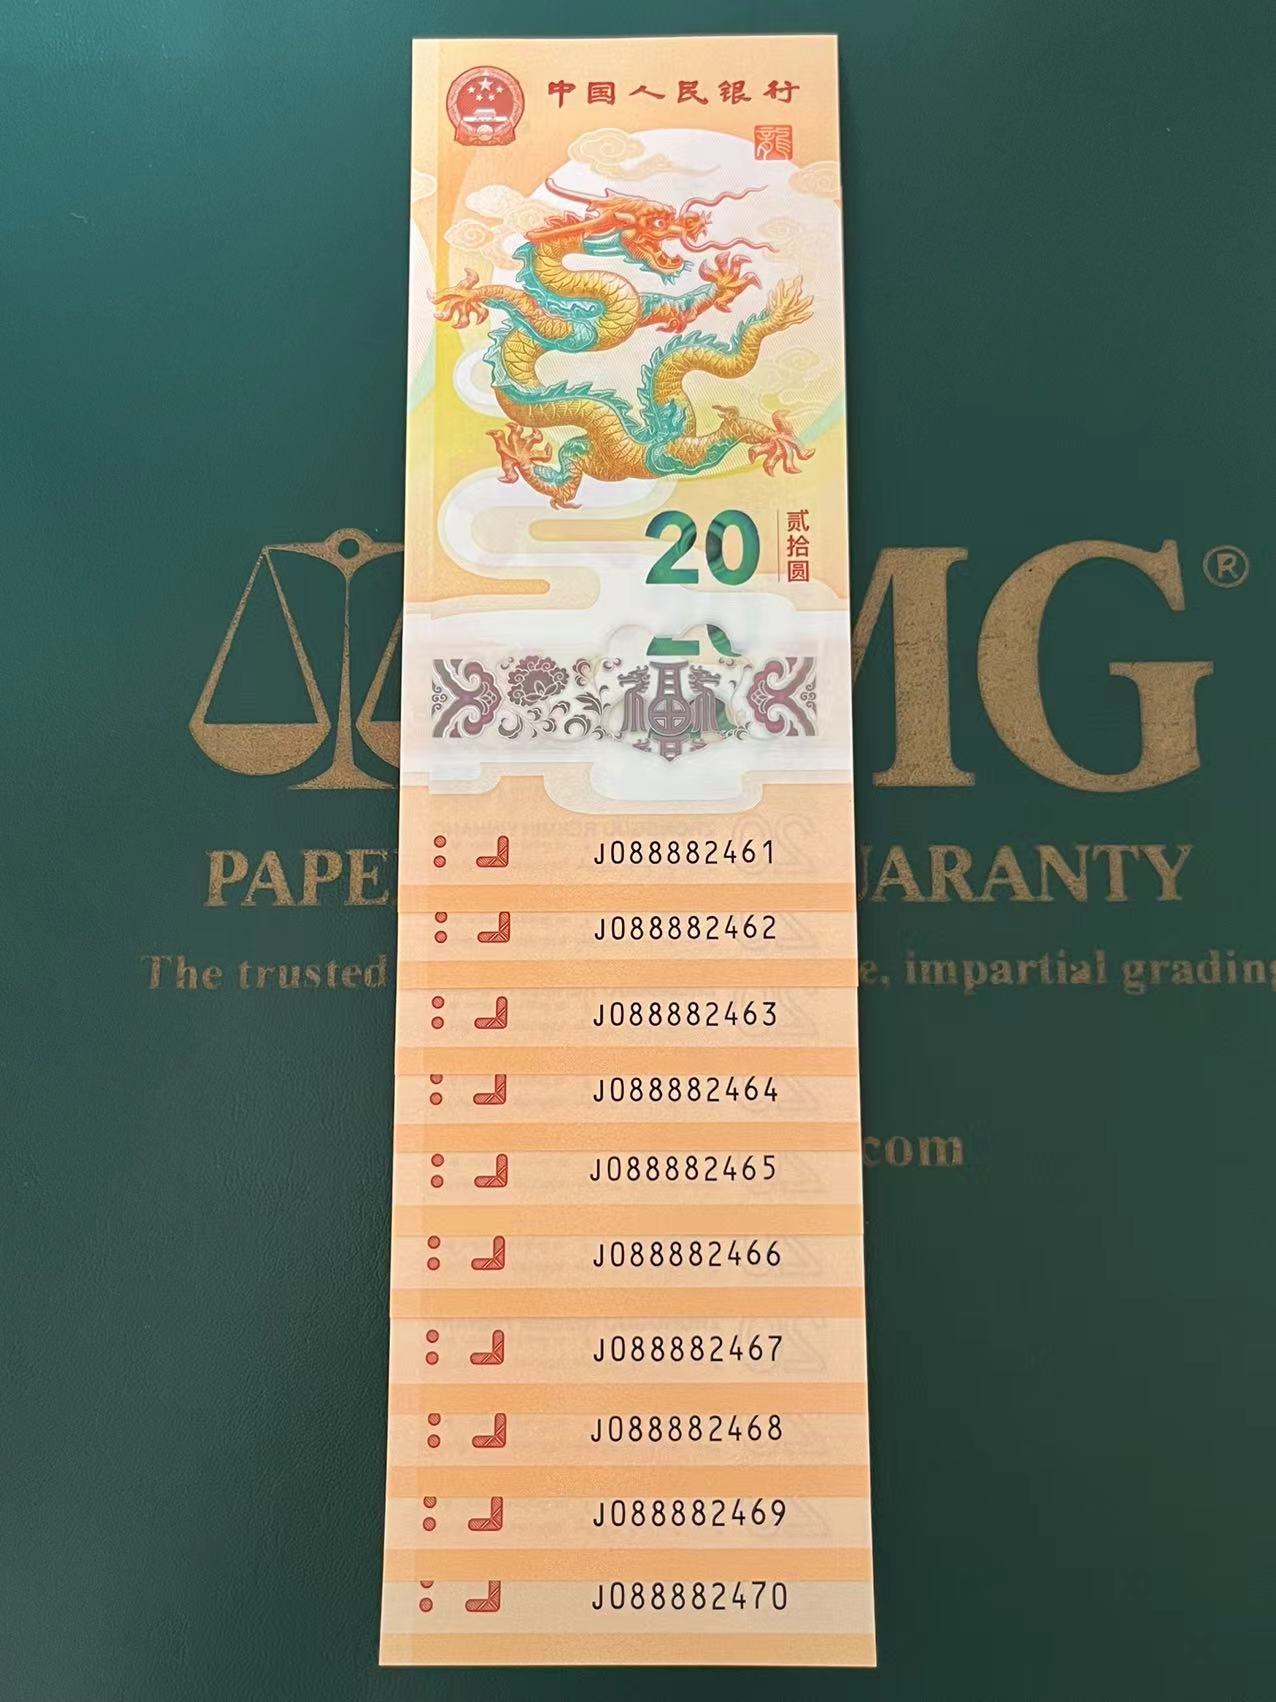 中国人民银行
龍
20
贰拾圆
MG®
PAPE
UARANTY
The trusted
e, impartial grading
.com
J088882461
J088882462
J088882463
J088882464
J088882465
J088882466
J088882467
J088882468
J088882469
J088882470